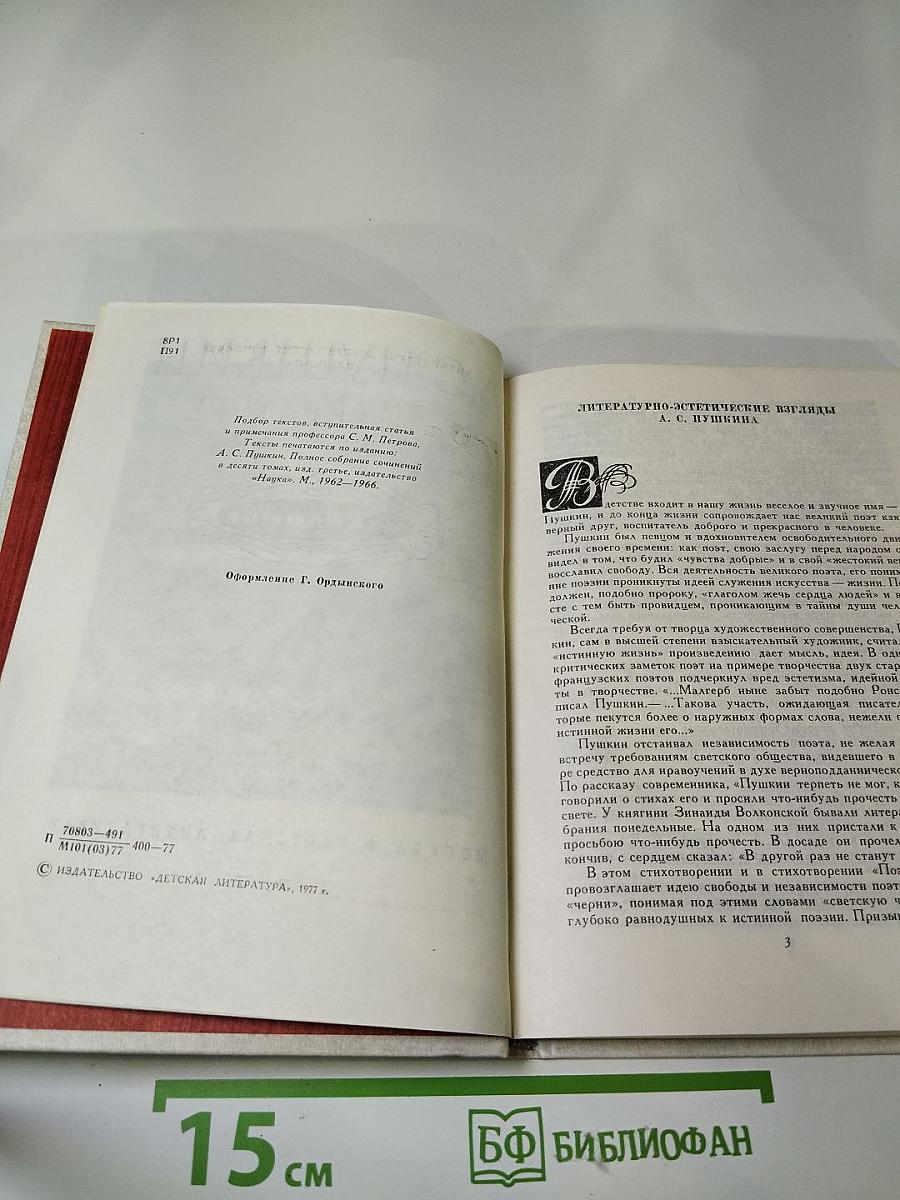 8Р1
П91
Подбор текстов, вступительная статья
и примечания профессора С. М. Петрова.
Тексты печатаются по изданию:
А. С. Пушкин. Полное собрание сочинений
в десяти томах, изд. третье, издательство
«Наука». М., 1962—1966.
Оформление Г. Ордынского
П 70803—491
М101(03)77 400—77
© ИЗДАТЕЛЬСТВО «ДЕТСКАЯ ЛИТЕРАТУРА», 1977 г.
ЛИТЕРАТУРНО-ЭСТЕТИЧЕСКИЕ ВЗГЛЯДЫ
А. С. ПУШКИНА
В детстве входит в нашу жизнь веселое и звучное имя —
Пушкин, и до конца жизни сопровождает нас великий поэт как
верный друг, воспитатель доброго и прекрасного в человеке.
Пушкин был певцом и вдохновителем освободительного дви
жения своего времени: как поэт, свою заслугу перед народом
видел в том, что будил «чувства добрые» и в свой «жестокий
восславил свободу. Вся деятельность великого поэта, его
ние поэзии проникнуты идеей служения искусства — жизни.
должен, подобно пророку, «глаголом жечь сердца людей» и
сте с тем быть провидцем, проникающим в тайны души
ческой.
Всегда требуя от творца художественного совершенства,
кин, сам в высшей степени взыскательный художник,
«истинную жизнь» произведению дает мысль, идея. В
критических заметок поэт на примере творчества двух
французских поэтов подчеркнул вред эстетизма, идейной
ты в творчестве. «...Малгерб ныне забыт подобно
писал Пушкин.— ...Такова участь, ожидающая
торые пекутся более о наружных формах слова, нежели
истинной жизни его...»
Пушкин отстаивал независимость поэта, не желая
встречу требованиям светского общества, видевшего в
ре средство для нравоучений в духе
По рассказу современника, «Пушкин терпеть не мог,
говорили о стихах его и просили что-нибудь прочесть
свете. У княгини Зинаиды Волконской бывали
брания понедельные. На одном из них пристали к
просьбою что-нибудь прочесть. В досаде он
кончив, с сердцем сказал: «В другой раз не станут
В этом стихотворении и в стихотворении
провозглашает идею свободы и независимости
«черни», понимая под этими словами «светскую
глубоко равнодушных к истинной поэзии.
3
15 см
БФ БИБЛИОФАН